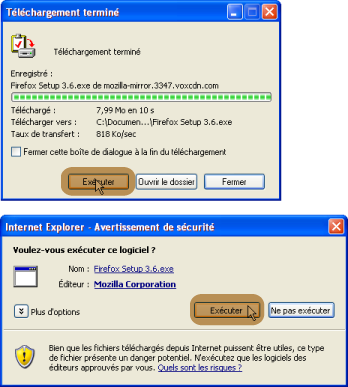 Téléchargement terminé
Téléchargement terminé
Enregistré :
Firefox Setup 3.6.exe de mozilla-mirror.3347.voxcdn.com
Téléchargé : 7,99 Mo en 10 s
Télécharger vers : C:\Documen...\Firefox Setup 3.6.exe
Taux de transfert : 818 Ko/sec
Fermer cette boîte de dialogue à la fin du téléchargement
Exécuter Ouvrir le dossier Fermer
Internet Explorer - Avertissement de sécurité
Voulez-vous exécuter ce logiciel ?
Nom : Firefox Setup 3.6.exe
Éditeur : Mozilla Corporation
Plus d'options Exécuter Ne pas exécuter
Bien que les fichiers téléchargés depuis Internet puissent être utiles, ce type
de fichier présente un danger potentiel. N'exécutez que les logiciels des
éditeurs approuvés par vous. Quels sont les risques ?